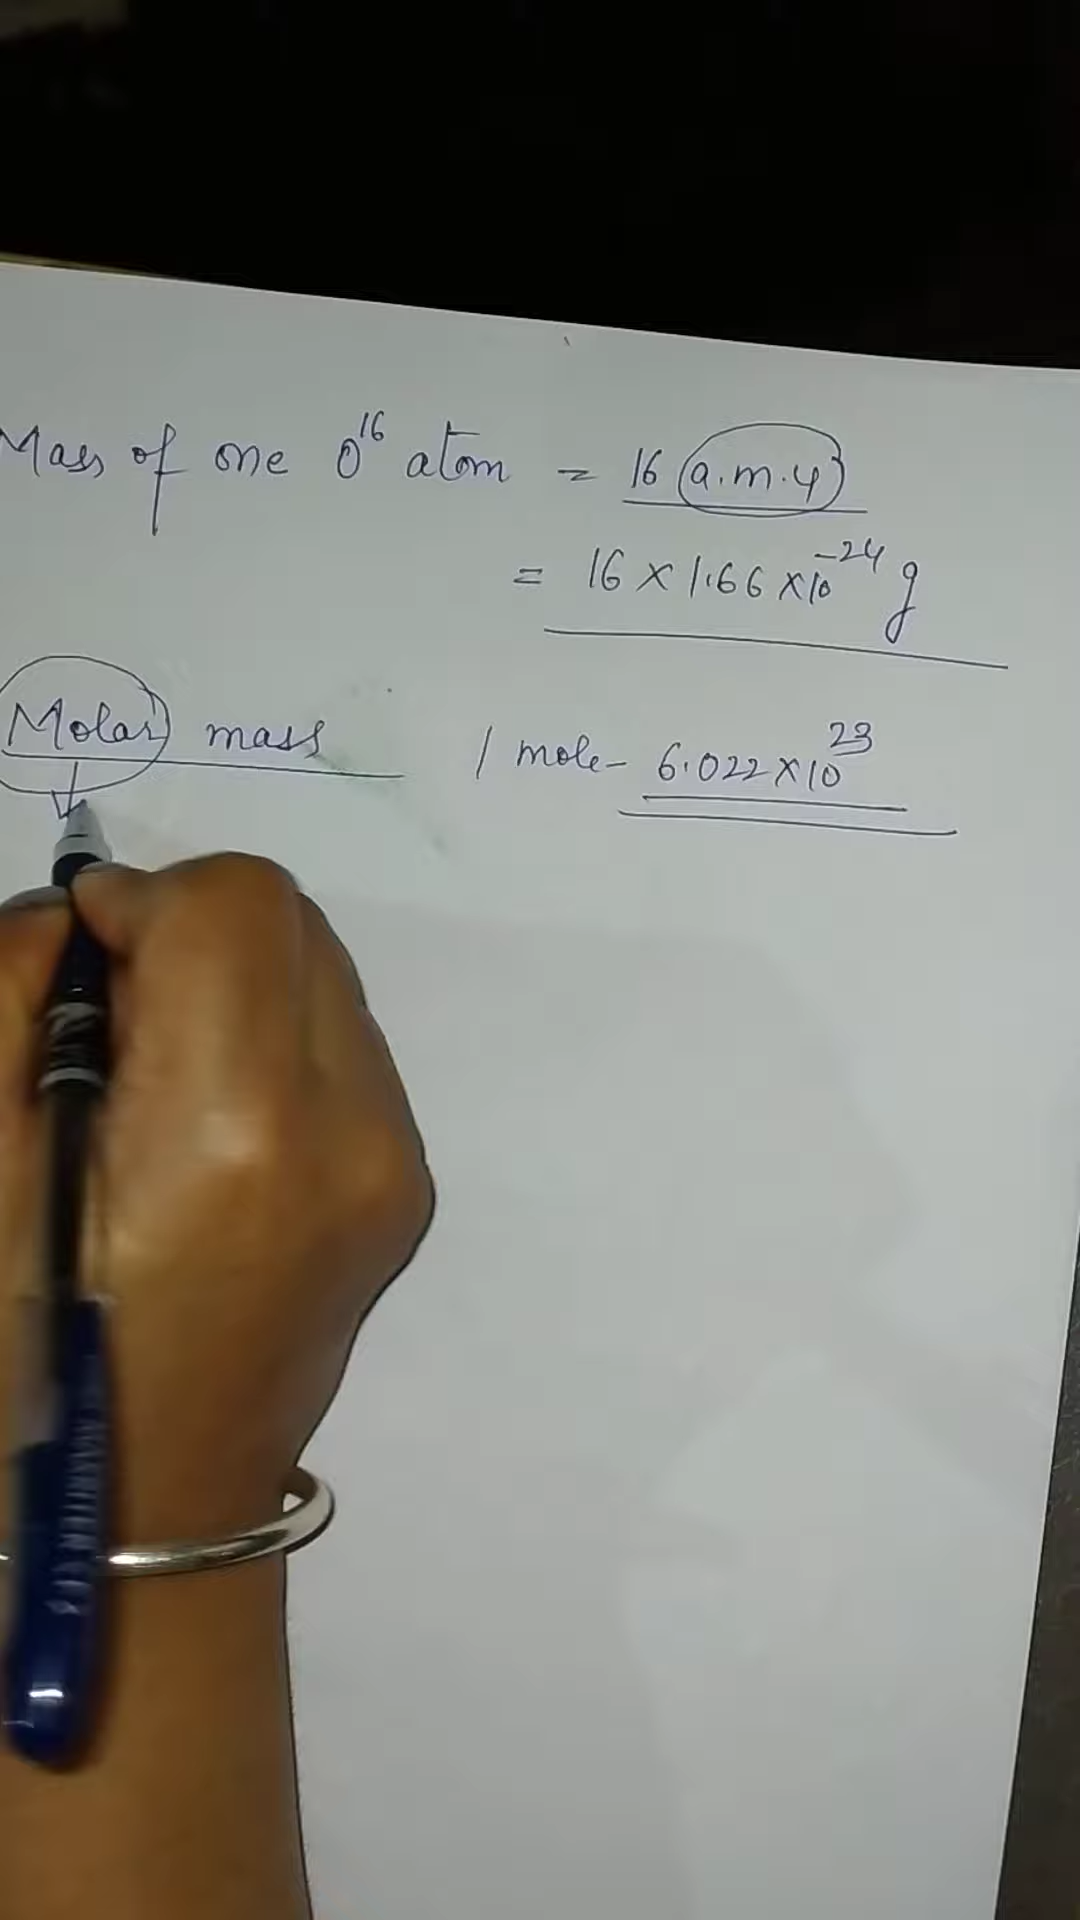 Mass of one O¹⁶ atom = 16 a.m.u
= 16 × 1.66 × 10⁻²⁴ g
Molar mass 1 mole - 6.022 × 10²³